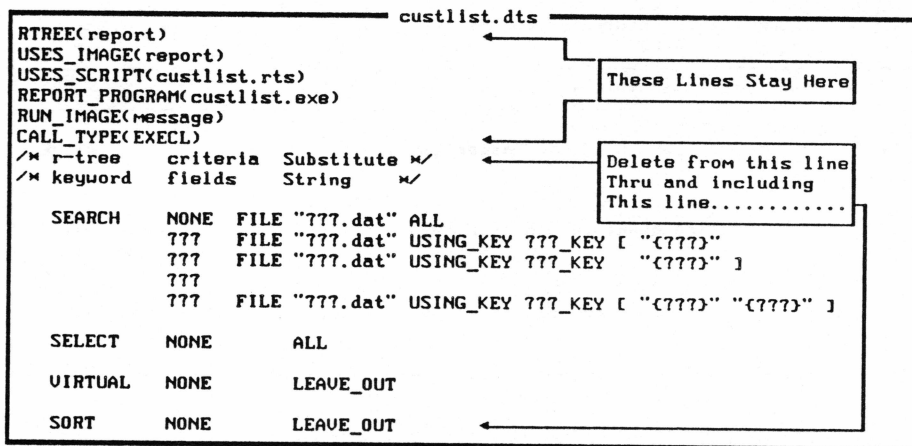 custlist.dts
RTREE(report)
USES_IMAGE(report)
USES_SCRIPT(custlist.rts)
These Lines Stay Here
REPORT_PROGRAM(custlist.exe)
RUN_IMAGE(message)
CALL_TYPE(EXECL)
/* r-tree criteria Substitute */
/* keyword fields String */
Delete from this line
Thru and including
This line............
SEARCH NONE FILE "???.dat" ALL
??? FILE "???.dat" USING_KEY ???_KEY [ "{???}"
??? FILE "???.dat" USING_KEY ???_KEY "{???}" ]
???
??? FILE "???.dat" USING_KEY ???_KEY [ "{???}" "{???}" ]
SELECT NONE ALL
VIRTUAL NONE LEAVE_OUT
SORT NONE LEAVE_OUT